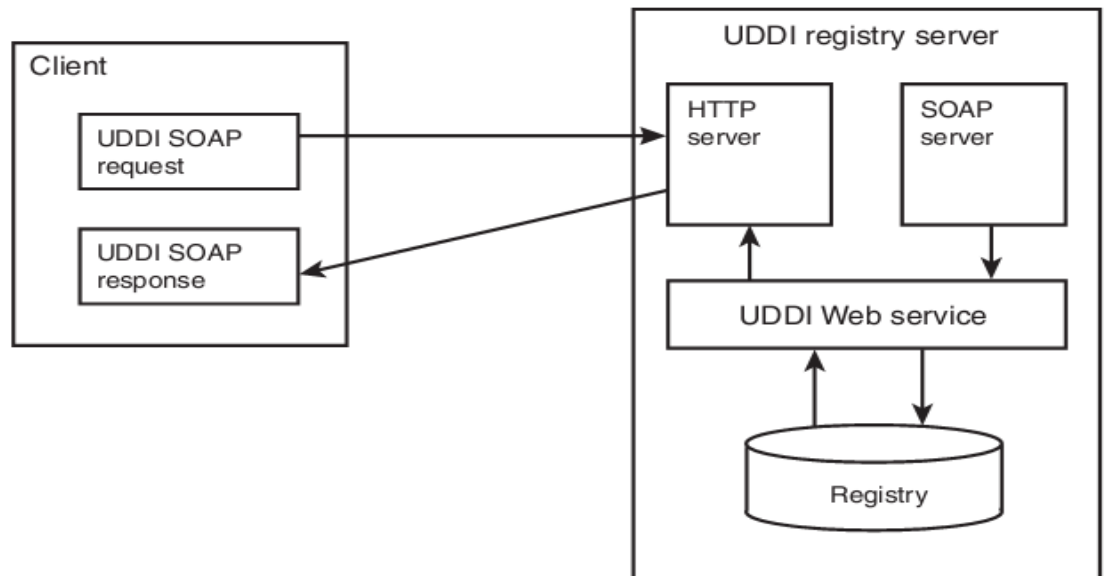 Client
UDDI SOAP
request
UDDI SOAP
response
UDDI registry server
HTTP
server
SOAP
server
UDDI Web service
Registry